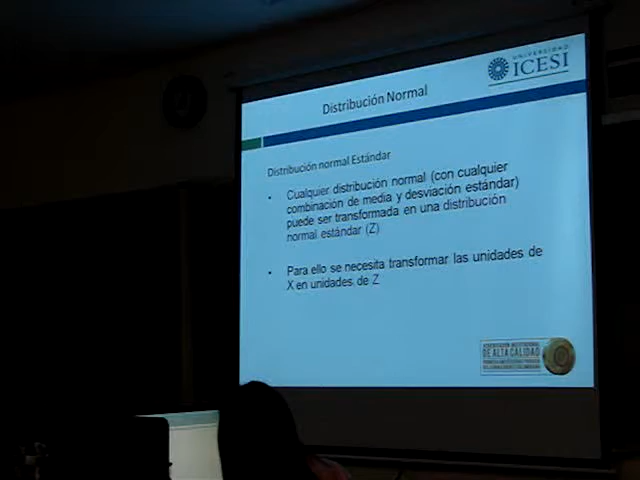 UNIVERSIDAD
ICESI
Distribución Normal
Distribución normal Estándar
• Cualquier distribución normal (con cualquier
combinación de media y desviación estándar)
puede ser transformada en una distribución
normal estándar (Z)
• Para ello se necesita transformar las unidades de
X en unidades de Z
DE ALTA CALIDAD